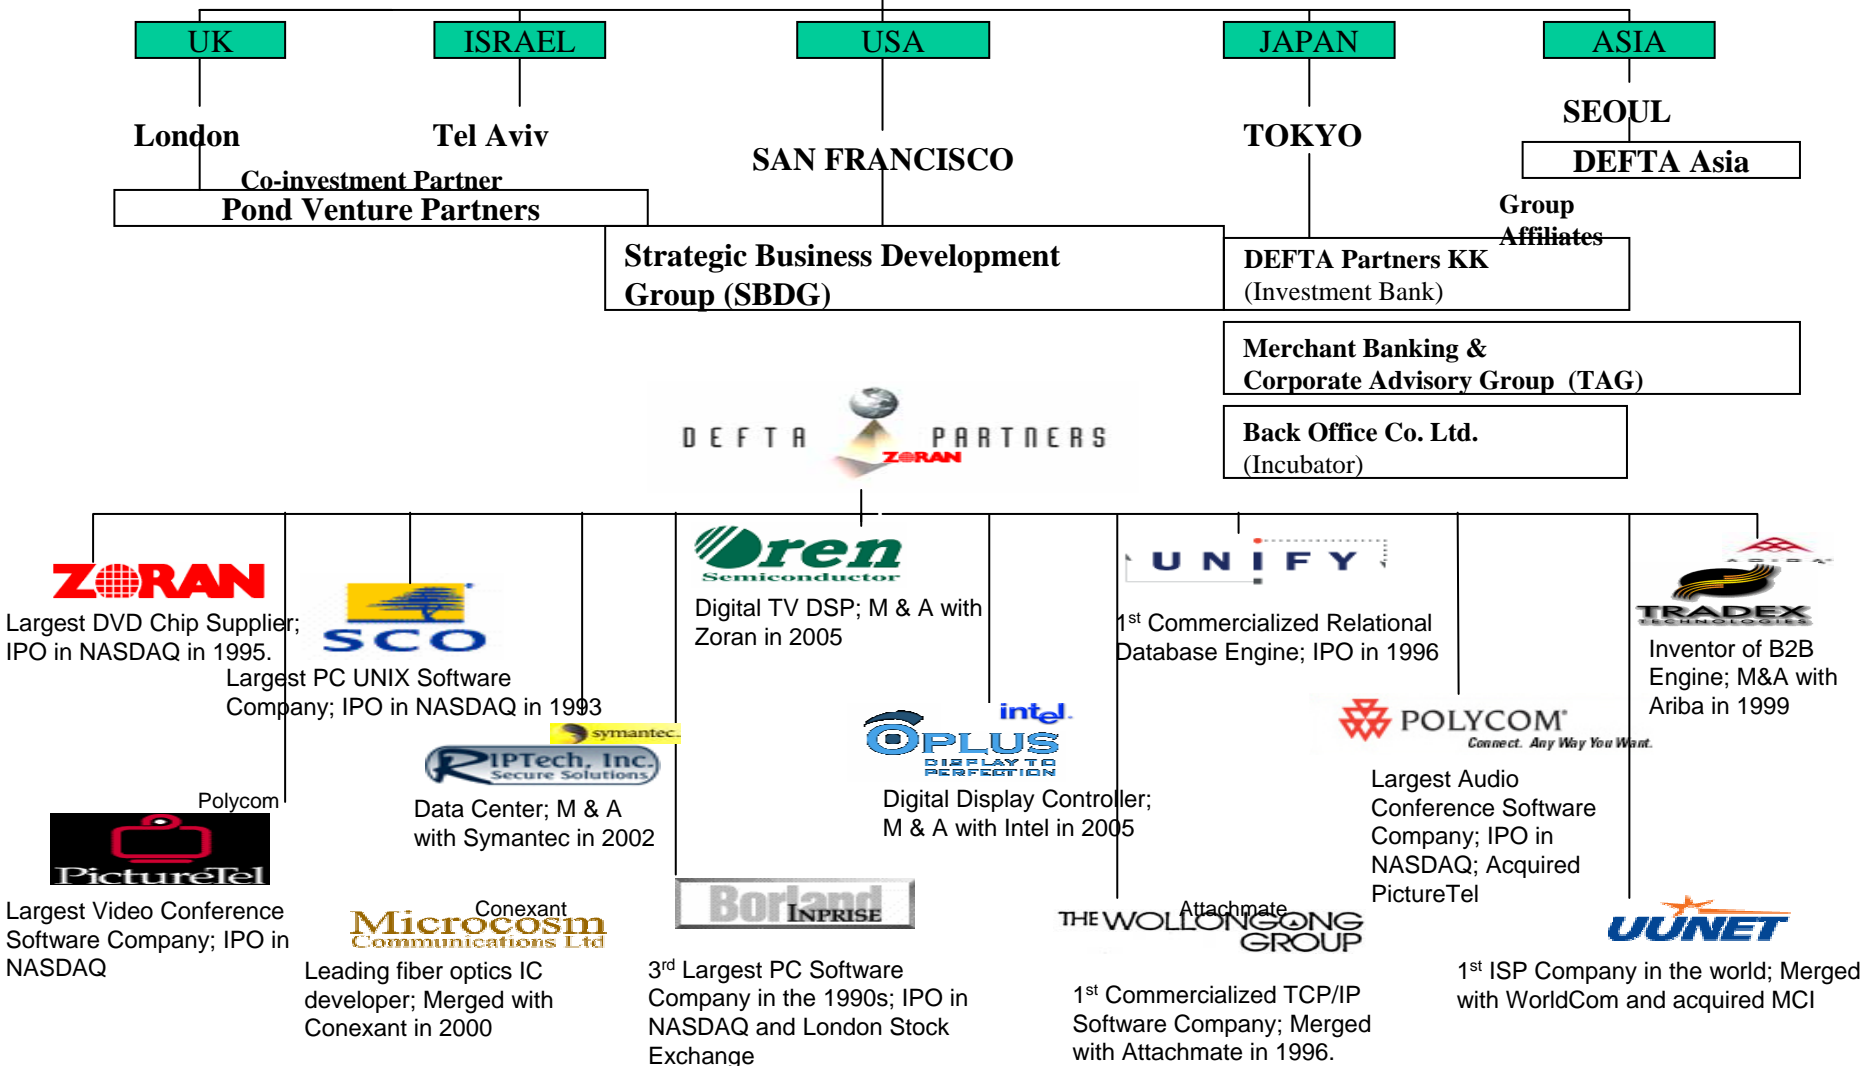 UK
ISRAEL
USA
JAPAN
ASIA
London
Tel Aviv
SAN FRANCISCO
TOKYO
SEOUL
DEFTA Asia
Co-investment Partner
Pond Venture Partners
Group
Affiliates
Strategic Business Development
Group (SBDG)
DEFTA Partners KK
(Investment Bank)
Merchant Banking &
Corporate Advisory Group (TAG)
Back Office Co. Ltd.
(Incubator)
DEFTA PARTNERS
ZORAN
ZORAN
Largest DVD Chip Supplier;
IPO in NASDAQ in 1995.
SCO
Largest PC UNIX Software
Company; IPO in NASDAQ in 1993
Oren
Semiconductor
Digital TV DSP; M & A with
Zoran in 2005
UNIFY
1st Commercialized Relational
Database Engine; IPO in 1996
ARIBA
TRADEX
TECHNOLOGIES
Inventor of B2B
Engine; M&A with
Ariba in 1999
symantec.
RIPTech, Inc.
Secure Solutions
Data Center; M & A
with Symantec in 2002
intel.
OPLUS
DISPLAY TO
PERFECTION
Digital Display Controller;
M & A with Intel in 2005
POLYCOM®
Connect. Any Way You Want.
Largest Audio
Conference Software
Company; IPO in
NASDAQ; Acquired
PictureTel
Polycom
PictureTel
Largest Video Conference
Software Company; IPO in
NASDAQ
Conexant
Microcosm
Communications Ltd
Leading fiber optics IC
developer; Merged with
Conexant in 2000
Borland
INPRISE
3rd Largest PC Software
Company in the 1990s; IPO in
NASDAQ and London Stock
Exchange
Attachmate
THE WOLLONGONG
GROUP
1st Commercialized TCP/IP
Software Company; Merged
with Attachmate in 1996.
UUNET
1st ISP Company in the world; Merged
with WorldCom and acquired MCI